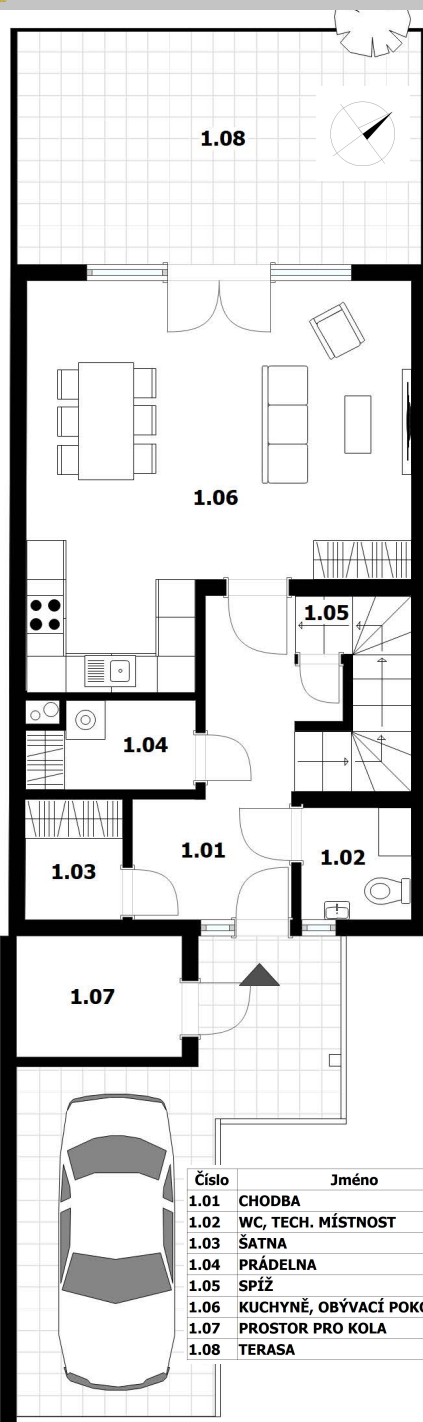 1.08
1.06
1.05
1.04
1.01
1.02
1.03
1.07
Číslo Jméno
1.01 CHODBA
1.02 WC, TECH. MÍSTNOST
1.03 ŠATNA
1.04 PRÁDELNA
1.05 SPÍŽ
1.06 KUCHYNĚ, OBÝVACÍ POKO
1.07 PROSTOR PRO KOLA
1.08 TERASA